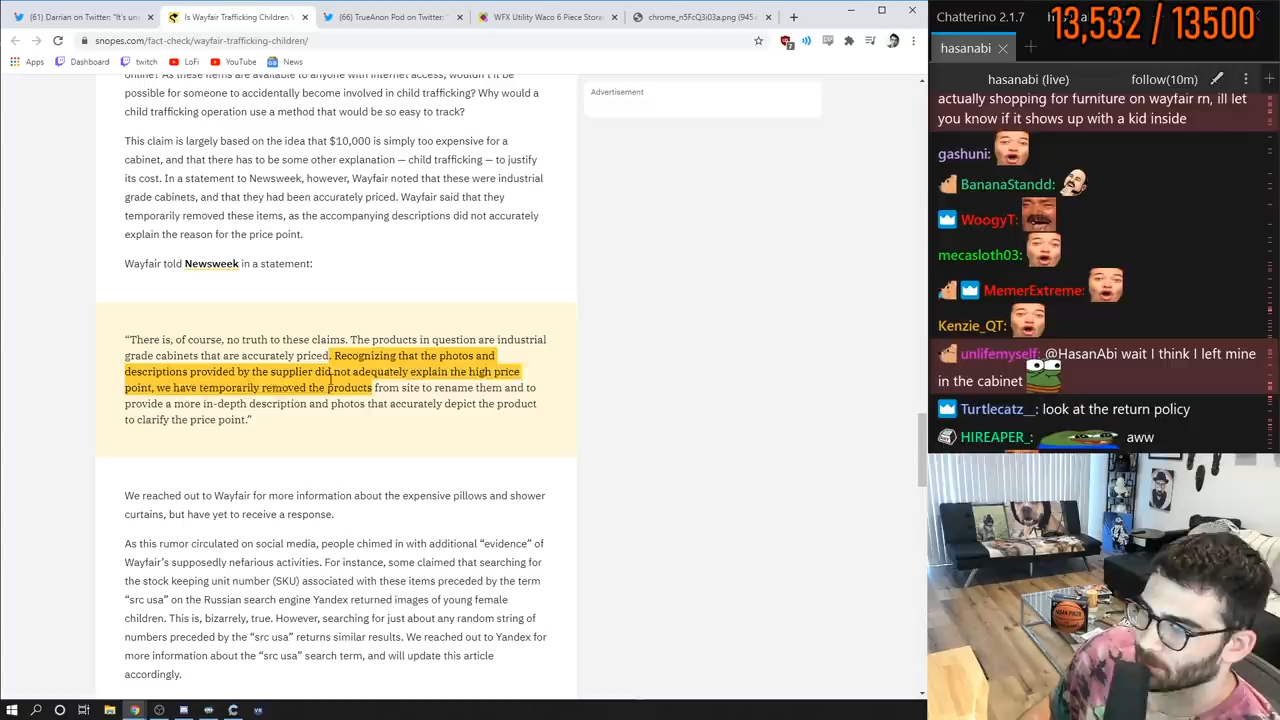 (1) Darrian on Twitter: "It's un
Is Wayfair Trafficking Children
(66) TrueAnon Pod on Twitter: "
WFX Utility Waco 6 Piece Stora
chrome_n5FcQ3i03a.png (945
snopes.com/fact-check/wayfair-trafficking-children/
7
Apps
Dashboard
twitch
LoFi
YouTube
News
online? As these items are available to anyone with internet access, wouldn't it be
possible for someone to accidentally become involved in child trafficking? Why would a
child trafficking operation use a method that would be so easy to track?
This claim is largely based on the idea that $10,000 is simply too expensive for a
cabinet, and that there has to be some other explanation — child trafficking — to justify
its cost. In a statement to Newsweek, however, Wayfair noted that these were industrial
grade cabinets, and that they had been accurately priced. Wayfair said that they
temporarily removed these items, as the accompanying descriptions did not accurately
explain the reason for the price point.
Wayfair told Newsweek in a statement:
“There is, of course, no truth to these claims. The products in question are industrial
grade cabinets that are accurately priced. Recognizing that the photos and
descriptions provided by the supplier did not adequately explain the high price
point, we have temporarily removed the products from site to rename them and to
provide a more in-depth description and photos that accurately depict the product
to clarify the price point.”
We reached out to Wayfair for more information about the expensive pillows and shower
curtains, but have yet to receive a response.
As this rumor circulated on social media, people chimed in with additional “evidence” of
Wayfair's supposedly nefarious activities. For instance, some claimed that searching for
the stock keeping unit number (SKU) associated with these items preceded by the term
“src usa” on the Russian search engine Yandex returned images of young female
children. This is, bizarrely, true. However, searching for just about any random string of
numbers preceded by the “src usa” returns similar results. We reached out to Yandex for
more information about the “src usa” search term, and will update this article
accordingly.
Advertisement
Chatterino 2.1.7
13,532 / 13500
hasanabi
hasanabi (live)
follow(10m)
actually shopping for furniture on wayfair rn, ill let
you know if it shows up with a kid inside
gashuni:
BananaStandd:
WoogyT:
mecasloth03:
MemerExtreme:
Kenzie_QT:
unlifemyself: @HasanAbi wait I think I left mine
in the cabinet
Turtlecatz__: look at the return policy
HIREAPER_: aww